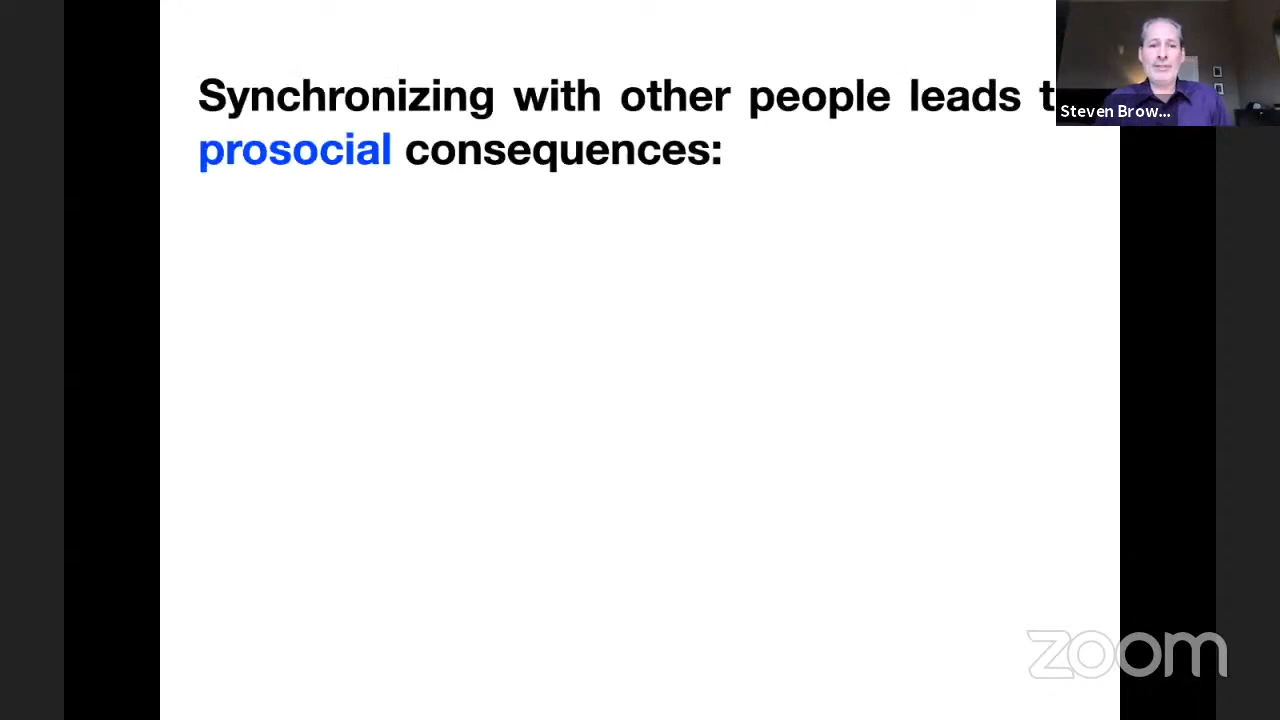 Synchronizing with other people leads t
prosocial consequences:
Steven Brow...
zoom